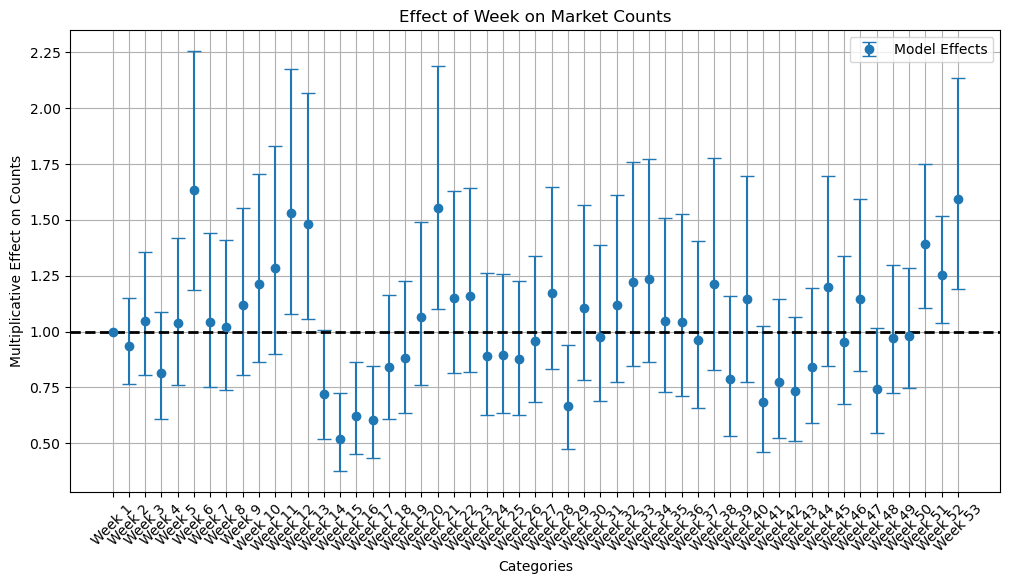 Effect of Week on Market Counts
Model Effects
Multiplicative Effect on Counts
2.25
2.00
1.75
1.50
1.25
1.00
0.75
0.50
Week 1
Week 2
Week 3
Week 4
Week 5
Week 6
Week 7
Week 8
Week 9
Week 10
Week 11
Week 12
Week 13
Week 14
Week 15
Week 16
Week 17
Week 18
Week 19
Week 20
Week 21
Week 22
Week 23
Week 24
Week 25
Week 26
Week 27
Week 28
Week 29
Week 30
Week 31
Week 32
Week 33
Week 34
Week 35
Week 36
Week 37
Week 38
Week 39
Week 40
Week 41
Week 42
Week 43
Week 44
Week 45
Week 46
Week 47
Week 48
Week 49
Week 50
Week 51
Week 52
Week 53
Categories